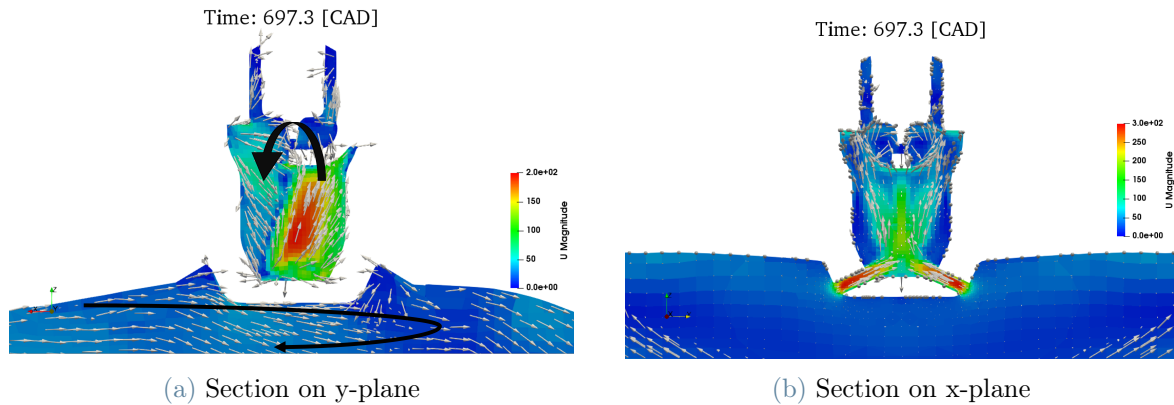 Time: 697.3 [CAD]
2.0e+02
150
100
50
0.0e+00
U Magnitude
(a) Section on y-plane
Time: 697.3 [CAD]
3.0e+02
250
200
150
100
50
0.0e+00
U Magnitude
(b) Section on x-plane